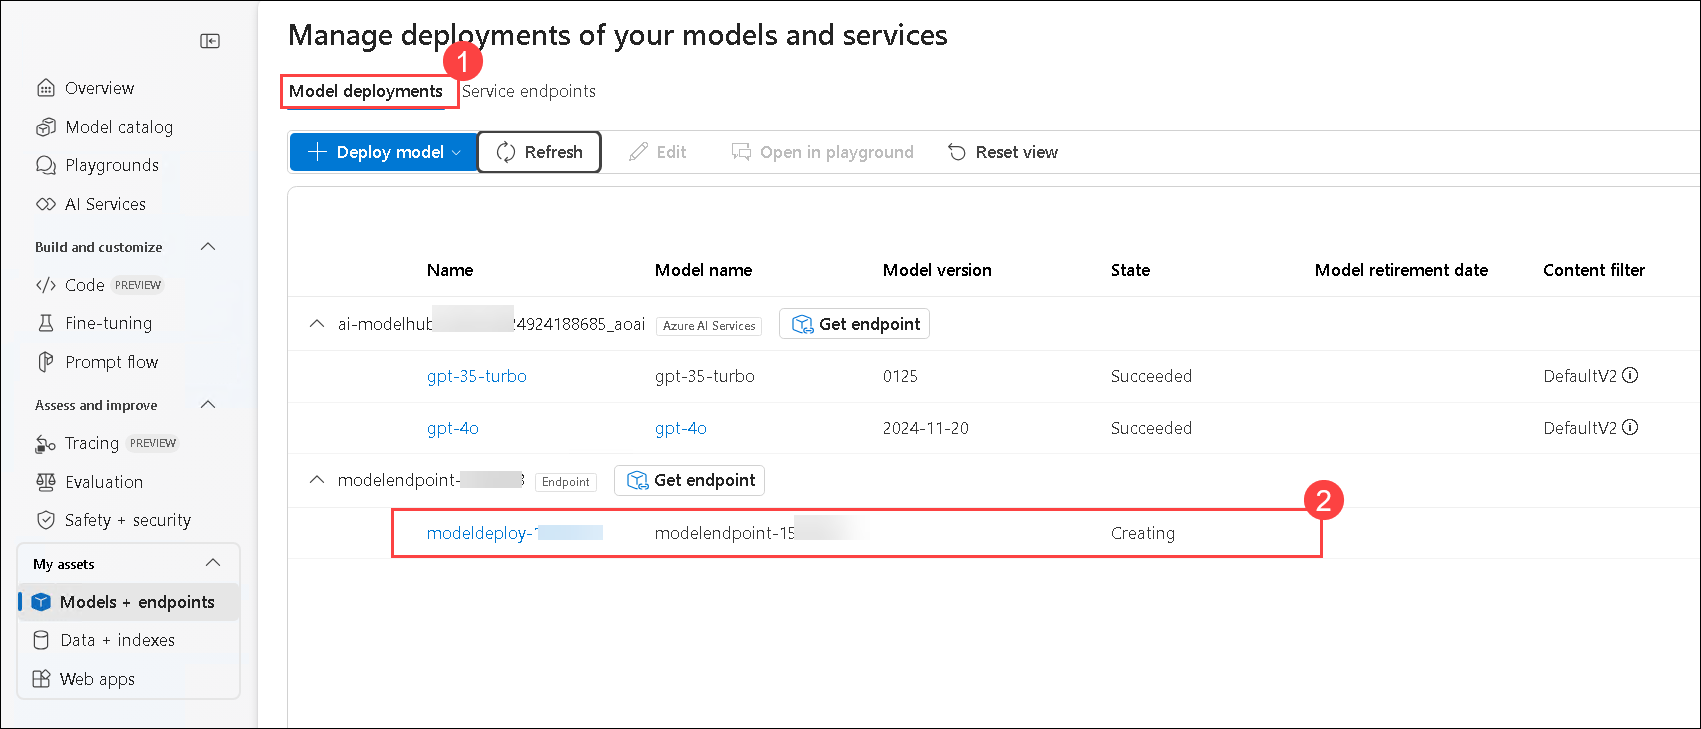 Manage deployments of your models and services
1
Model deployments Service endpoints
Deploy model Refresh Edit Open in playground Reset view
Overview
Model catalog
Playgrounds
AI Services
Build and customize
Code PREVIEW
Fine-tuning
Prompt flow
Assess and improve
Tracing PREVIEW
Evaluation
Safety + security
My assets
Models + endpoints
Data + indexes
Web apps
Name Model name Model version State Model retirement date Content filter
ai-modelhub 24924188685_aoai Azure AI Services Get endpoint
gpt-35-turbo gpt-35-turbo 0125 Succeeded DefaultV2
gpt-4o gpt-4o 2024-11-20 Succeeded DefaultV2
modelendpoint- Endpoint Get endpoint
2
modeldeploy- modelendpoint-15 Creating